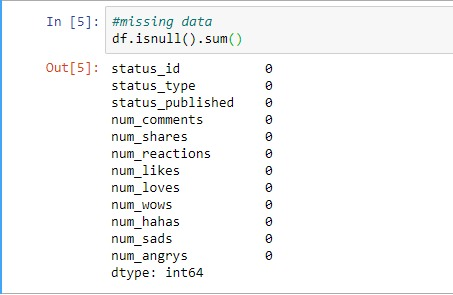 In [5]: #missing data
df.isnull().sum()
Out[5]: status_id 0
status_type 0
status_published 0
num_comments 0
num_shares 0
num_reactions 0
num_likes 0
num_loves 0
num_wows 0
num_hahas 0
num_sads 0
num_angrys 0
dtype: int64